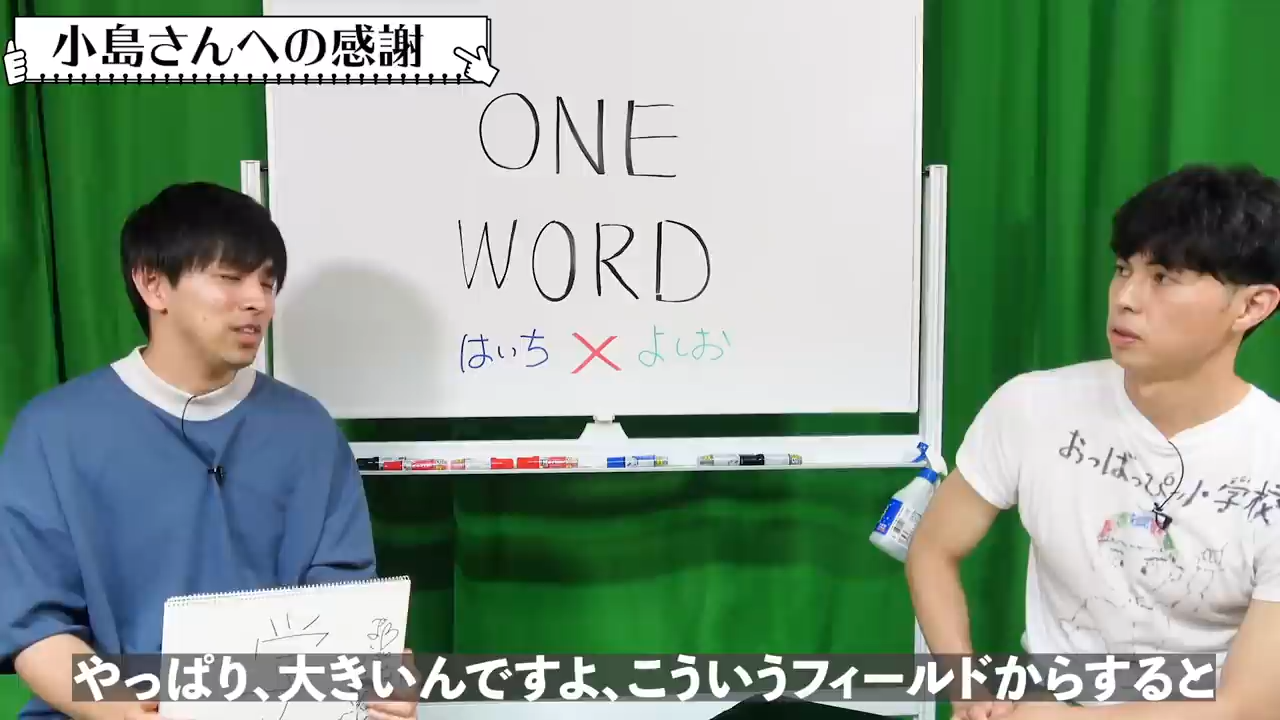 小島さんへの感謝
ONE
WORD
はいち × よしお
おっぱっぴー小学校
やっぱり、大きいんですよ、こういうフィールドからすると